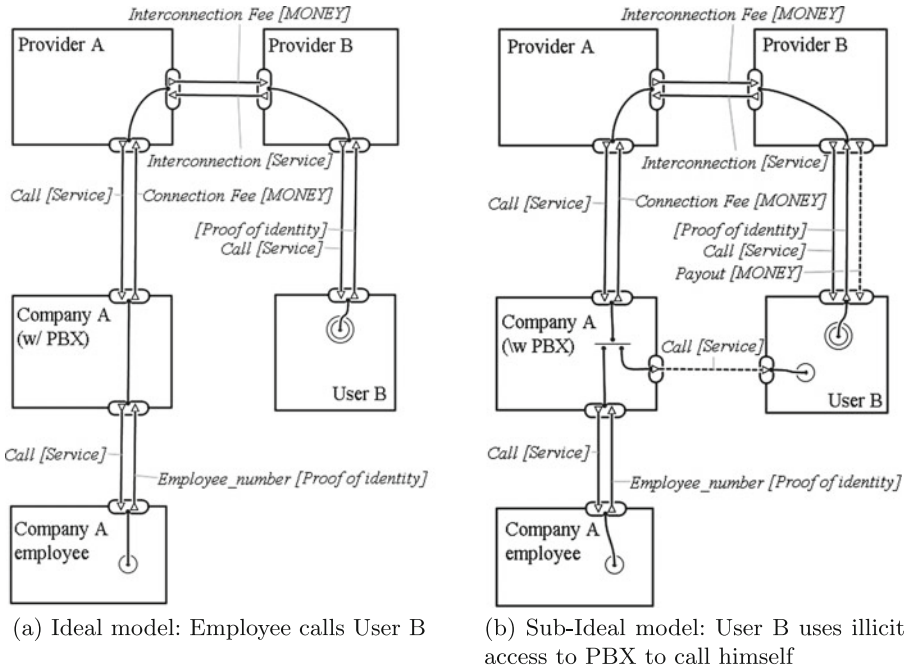 Interconnection Fee [MONEY]
Provider A
Provider B
Interconnection [Service]
Call [Service]
Connection Fee [MONEY]
[Proof of identity]
Call [Service]
Company A
(w/ PBX)
User B
Call [Service]
Employee_number [Proof of identity]
Company A
employee
(a) Ideal model: Employee calls User B
Interconnection Fee [MONEY]
Provider A
Provider B
Interconnection [Service]
Call [Service]
Connection Fee [MONEY]
[Proof of identity]
Call [Service]
Payout [MONEY]
Company A
(\w PBX)
Call [Service]
User B
Call [Service]
Employee_number [Proof of identity]
Company A
employee
(b) Sub-Ideal model: User B uses illicit
access to PBX to call himself